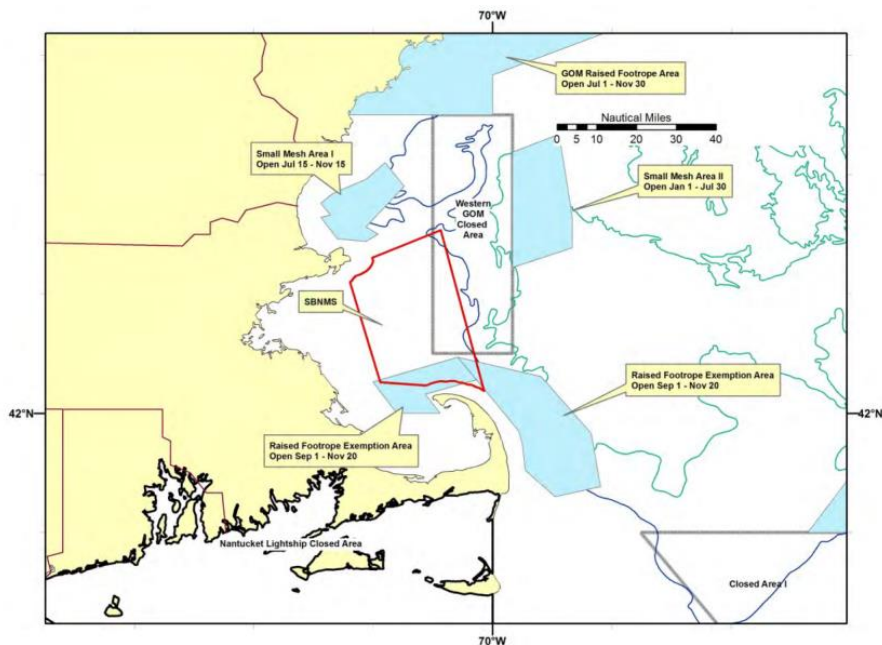 70°W
GOM Raised Footrope Area
Open Jul 1 - Nov 30
Nautical Miles
0 5 10 20 30 40
Small Mesh Area I
Open Jul 15 - Nov 15
Small Mesh Area II
Open Jan 1 - Jul 30
Western
GOM
Closed
Area
SBNMS
Raised Footrope Exemption Area
Open Sep 1 - Nov 20
42°N
42°N
Raised Footrope Exemption Area
Open Sep 1 - Nov 20
Nantucket Lightship Closed Area
Closed Area I
70°W